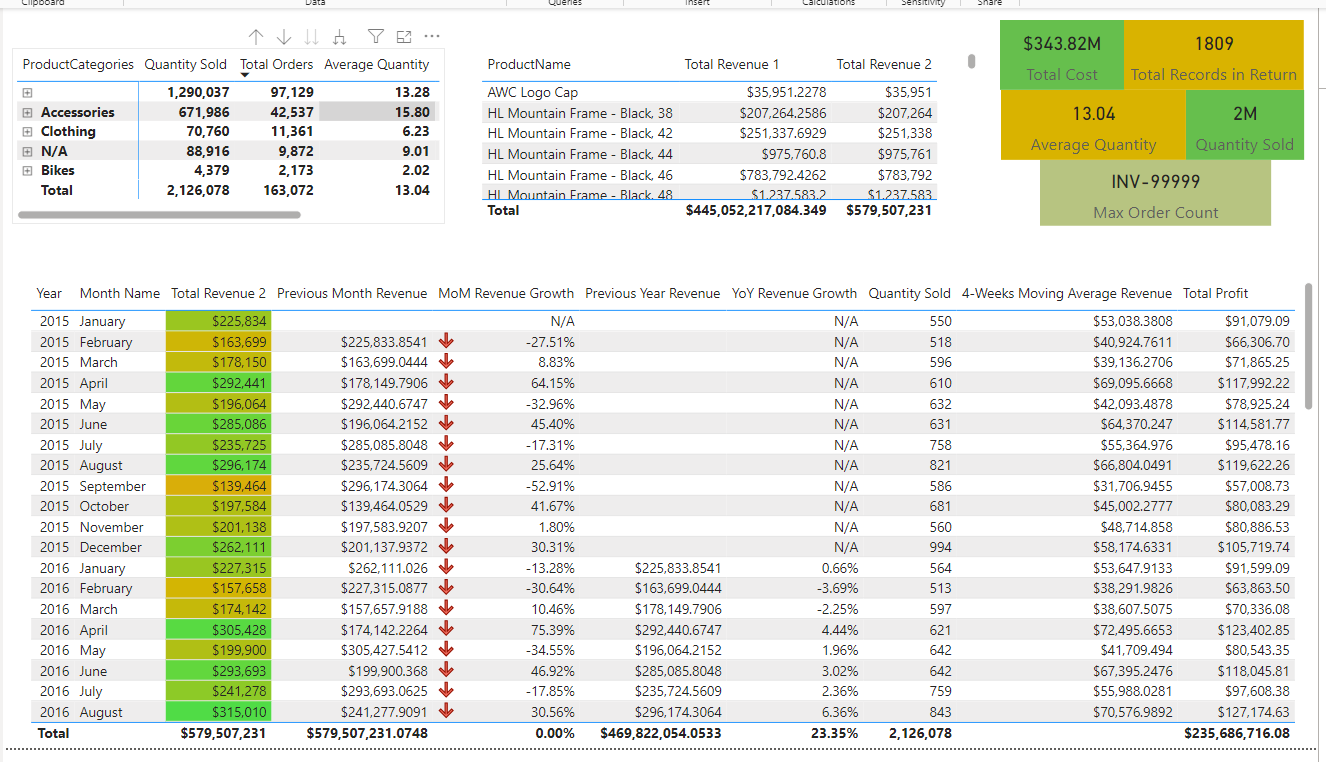 Clipboard Data Queries Insert Calculations Sensitivity Share
ProductCategories Quantity Sold Total Orders Average Quantity
1,290,037 97,129 13.28
Accessories 671,986 42,537 15.80
Clothing 70,760 11,361 6.23
N/A 88,916 9,872 9.01
Bikes 4,379 2,173 2.02
Total 2,126,078 163,072 13.04
ProductName Total Revenue 1 Total Revenue 2
AWC Logo Cap $35,951.2278 $35,951
HL Mountain Frame - Black, 38 $207,264.2586 $207,264
HL Mountain Frame - Black, 42 $251,337.6929 $251,338
HL Mountain Frame - Black, 44 $975,760.8 $975,761
HL Mountain Frame - Black, 46 $783,792.4262 $783,792
HL Mountain Frame - Black, 48 $1,237,583.2 $1,237,583
Total $445,052,217,084.349 $579,507,231
$343.82M
Total Cost
1809
Total Records in Return
13.04
Average Quantity
2M
Quantity Sold
INV-99999
Max Order Count
Year Month Name Total Revenue 2 Previous Month Revenue MoM Revenue Growth Previous Year Revenue YoY Revenue Growth Quantity Sold 4-Weeks Moving Average Revenue Total Profit
2015 January $225,834 N/A N/A 550 $53,038.3808 $91,079.09
2015 February $163,699 $225,833.8541 -27.51% N/A 518 $40,924.7611 $66,306.70
2015 March $178,150 $163,699.0444 8.83% N/A 596 $39,136.2706 $71,865.25
2015 April $292,441 $178,149.7906 64.15% N/A 610 $69,095.6668 $117,992.22
2015 May $196,064 $292,440.6747 -32.96% N/A 632 $42,093.4878 $78,925.24
2015 June $285,086 $196,064.2152 45.40% N/A 631 $64,370.247 $114,581.77
2015 July $235,725 $285,085.8048 -17.31% N/A 758 $55,364.976 $95,478.16
2015 August $296,174 $235,724.5609 25.64% N/A 821 $66,804.0491 $119,622.26
2015 September $139,464 $296,174.3064 -52.91% N/A 586 $31,706.9455 $57,008.73
2015 October $197,584 $139,464.0529 41.67% N/A 681 $45,002.2777 $80,083.29
2015 November $201,138 $197,583.9207 1.80% N/A 560 $48,714.858 $80,886.53
2015 December $262,111 $201,137.9372 30.31% N/A 994 $58,174.6331 $105,719.74
2016 January $227,315 $262,111.026 -13.28% $225,833.8541 0.66% 564 $53,647.9133 $91,599.09
2016 February $157,658 $227,315.0877 -30.64% $163,699.0444 -3.69% 513 $38,291.9826 $63,863.50
2016 March $174,142 $157,657.9188 10.46% $178,149.7906 -2.25% 597 $38,607.5075 $70,336.08
2016 April $305,428 $174,142.2264 75.39% $292,440.6747 4.44% 621 $72,495.6653 $123,402.85
2016 May $199,900 $305,427.5412 -34.55% $196,064.2152 1.96% 642 $41,709.494 $80,543.35
2016 June $293,693 $199,900.368 46.92% $285,085.8048 3.02% 642 $67,395.2476 $118,045.81
2016 July $241,278 $293,693.0625 -17.85% $235,724.5609 2.36% 759 $55,988.0281 $97,608.38
2016 August $315,010 $241,277.9091 30.56% $296,174.3064 6.36% 843 $70,576.9892 $127,174.63
Total $579,507,231 $579,507,231.0748 0.00% $469,822,054.0533 23.35% 2,126,078 $235,686,716.08